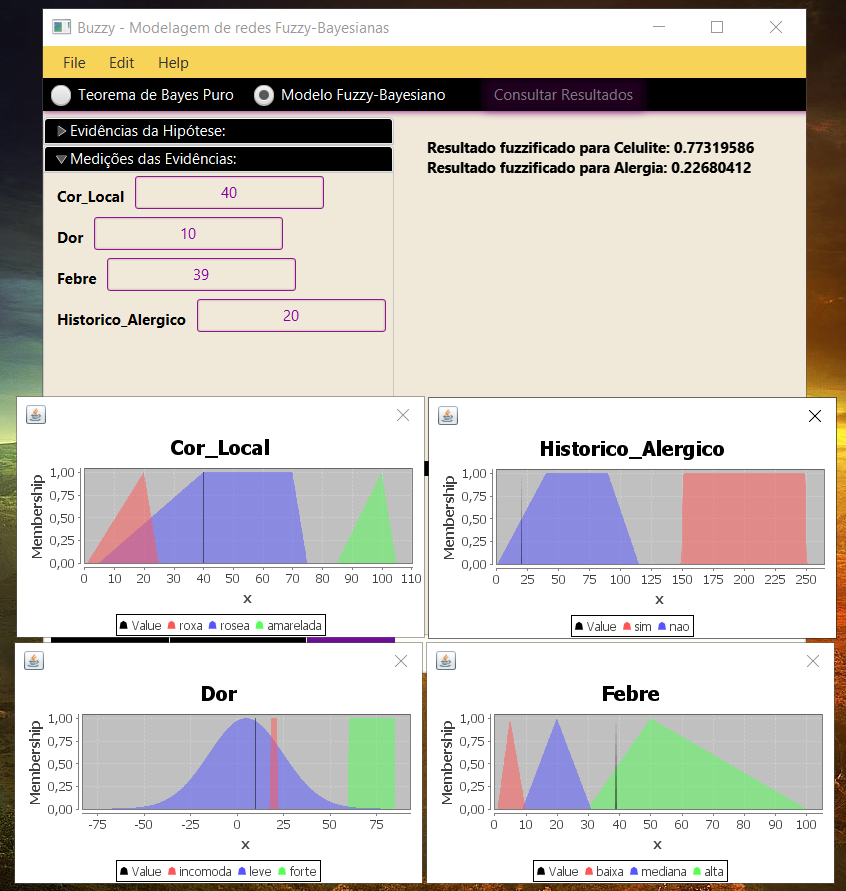 Buzzy - Modelagem de redes Fuzzy-Bayesianas
File Edit Help
Teorema de Bayes Puro Modelo Fuzzy-Bayesiano Consultar Resultados
Evidências da Hipótese:
Medições das Evidências:
Cor_Local 40
Dor 10
Febre 39
Historico_Alergico 20
Resultado fuzzificado para Celulite: 0.77319586
Resultado fuzzificado para Alergia: 0.22680412
Cor_Local
Membership
1,00
0,75
0,50
0,25
0,00
0 10 20 30 40 50 60 70 80 90 100 110
x
Value roxa rosea amarelada
Historico_Alergico
Membership
1,00
0,75
0,50
0,25
0,00
0 25 50 75 100 125 150 175 200 225 250
x
Value sim nao
Dor
Membership
1,00
0,75
0,50
0,25
0,00
-75 -50 -25 0 25 50 75
x
Value incomoda leve forte
Febre
Membership
1,00
0,75
0,50
0,25
0,00
0 10 20 30 40 50 60 70 80 90 100
x
Value baixa mediana alta